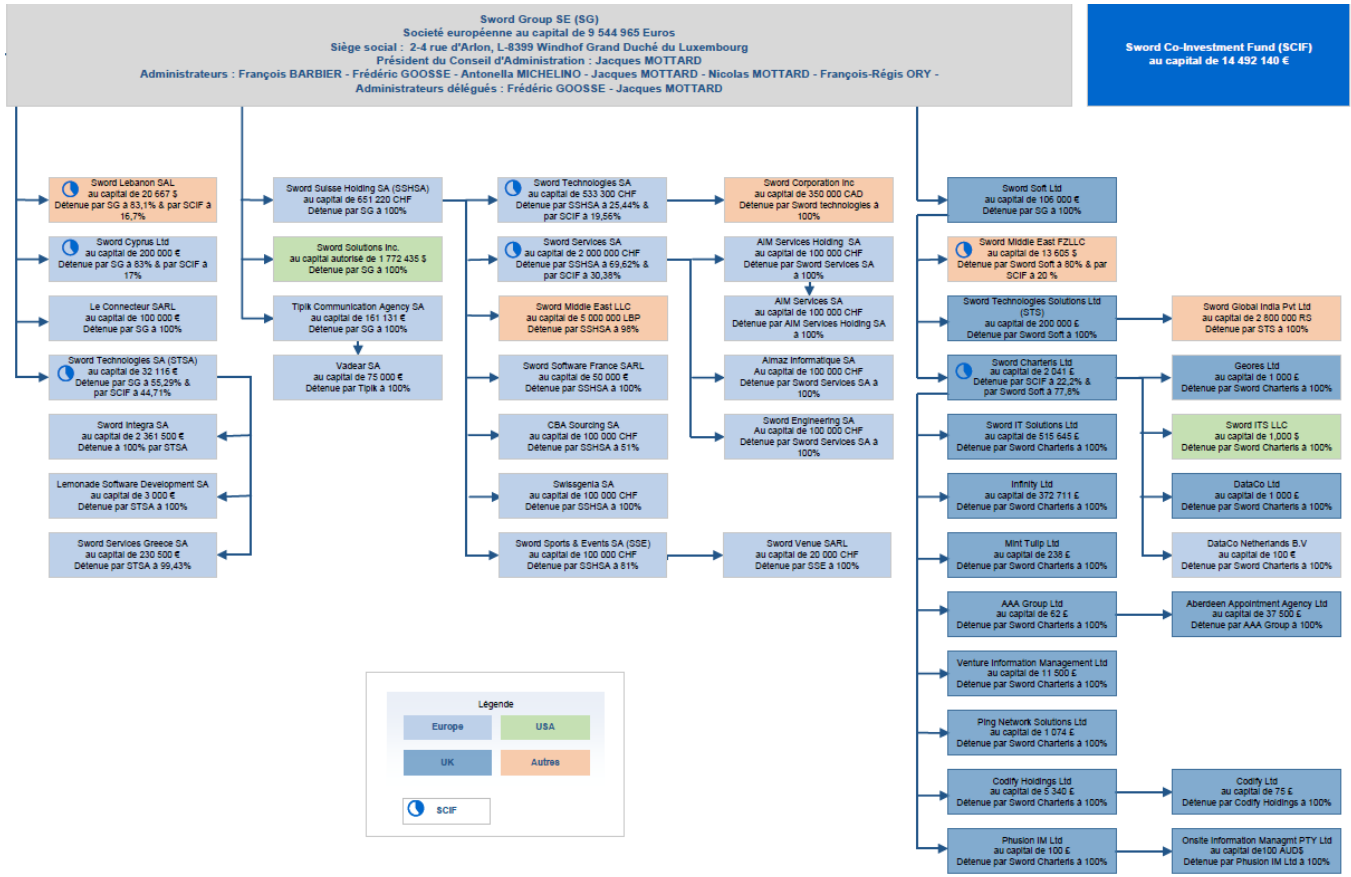 Sword Group SE (SG)
Societé européenne au capital de 9 544 965 Euros
Siège social : 2-4 rue d'Arlon, L-8399 Windhof Grand Duché du Luxembourg
Président du Conseil d'Administration : Jacques MOTTARD
Administrateurs : François BARBIER - Frédéric GOOSSE - Antonella MICHELINO - Jacques MOTTARD - Nicolas MOTTARD - François-Régis ORY -
Administrateurs délégués : Frédéric GOOSSE - Jacques MOTTARD
Sword Co-Investment Fund (SCIF)
au capital de 14 492 140 €
Sword Lebanon SAL
au capital de 20 667 $
Détenue par SG à 83,1% & par SCIF à
16,7%
Sword Cyprus Ltd
au capital de 200 000 €
Détenue par SG à 83% & par SCIF à
17%
Le Connecteur SARL
au capital de 100 000 €
Détenue par SG à 100%
Sword Technologies SA (STSA)
au capital de 32 116 €
Détenue par SG à 55,29% &
par SCIF à 44,71%
Sword Integra SA
au capital de 2 361 500 €
Détenue à 100% par STSA
Lemonade Software Development SA
au capital de 3 000 €
Détenue par STSA à 100%
Sword Services Greece SA
au capital de 230 500 €
Détenue par STSA à 99,43%
Sword Suisse Holding SA (SSHSA)
au capital de 651 220 CHF
Détenue par SG à 100%
Sword Solutions Inc.
au capital autorisé de 1 772 435 $
Détenue par SG à 100%
Tipik Communication Agency SA
au capital de 161 131 €
Détenue par SG à 100%
Vadear SA
au capital de 75 000 €
Détenue par Tipik à 100%
Sword Technologies SA
au capital de 533 300 CHF
Détenue par SSHSA à 25,44% &
par SCIF à 19,56%
Sword Services SA
au capital de 2 000 000 CHF
Détenue par SSHSA à 69,62% &
par SCIF à 30,38%
Sword Middle East LLC
au capital de 5 000 000 LBP
Détenue par SSHSA à 98%
Sword Software France SARL
au capital de 50 000 €
Détenue par SSHSA à 100%
CBA Sourcing SA
au capital de 100 000 CHF
Détenue par SSHSA à 51%
Swissgenia SA
au capital de 100 000 CHF
Détenue par SSHSA à 100%
Sword Sports & Events SA (SSE)
au capital de 100 000 CHF
Détenue par SSHSA à 81%
Sword Corporation Inc
au capital de 350 000 CAD
Détenue par Sword technologies à
100%
AIM Services Holding SA
au capital de 100 000 CHF
Détenue par Sword Services SA
à 100%
AIM Services SA
au capital de 100 000 CHF
Détenue par AIM Services Holding SA
à 100%
Almaz Informatique SA
Au capital de 100 000 CHF
Détenue par Sword Services SA à
100%
Sword Engineering SA
Au capital de 100 000 CHF
Détenue par Sword Services SA à
100%
Sword Venue SARL
au capital de 20 000 CHF
Détenue par SSE à 100%
Sword Soft Ltd
au capital de 106 000 €
Détenue par SG à 100%
Sword Middle East FZLLC
au capital de 13 605 $
Détenue par Sword Soft à 80% & par
SCIF à 20 %
Sword Technologies Solutions Ltd
(STS)
au capital de 200 000 £
Détenue par Sword Soft à 100%
Sword Charteris Ltd
au capital de 2 041 £
Détenue par SCIF à 22,2% &
par Sword Soft à 77,8%
Sword IT Solutions Ltd
au capital de 515 645 £
Détenue par Sword Charteris à 100%
Infinity Ltd
au capital de 372 711 £
Détenue par Sword Charteris à 100%
Mint Tulip Ltd
au capital de 238 £
Détenue par Sword Charteris à 100%
AAA Group Ltd
au capital de 62 £
Détenue par Sword Charteris à 100%
Venture Information Management Ltd
au capital de 11 500 £
Détenue par Sword Charteris à 100%
Ping Network Solutions Ltd
au capital de 1 074 £
Détenue par Sword Charteris à 100%
Codify Holdings Ltd
au capital de 5 340 £
Détenue par Sword Charteris à 100%
Phusion IM Ltd
au capital de 100 £
Détenue par Sword Charteris à 100%
Sword Global India Pvt Ltd
au capital de 2 800 000 RS
Détenue par STS à 100%
Geores Ltd
au capital de 1 000 £
Détenue par Sword Charteris à 100%
Sword ITS LLC
au capital de 1,000 $
Détenue par Sword Charteris à 100%
DataCo Ltd
au capital de 1 000 £
Détenue par Sword Charteris à 100%
DataCo Netherlands B.V
au capital de 100 €
Détenue par Sword Charteris à 100%
Aberdeen Appointment Agency Ltd
au capital de 37 500 £
Détenue par AAA Group à 100%
Codify Ltd
au capital de 75 £
Détenue par Codify Holdings à 100%
Onsite Information Managmt PTY Ltd
au capital de100 AUD$
Détenue par Phusion IM Ltd à 100%
Légende
Europe
USA
UK
Autres
SCIF